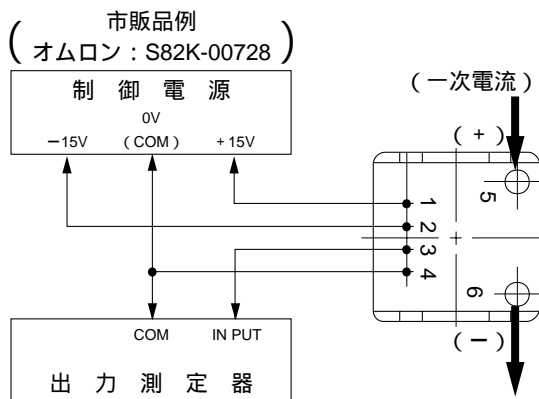 市販品例
(オムロン：S82K-00728)
制 御 電 源
0V
−15V (COM) +15V
(一次電流)
(+)
5
1
2
3
4
6
(−)
COM IN PUT
出 力 測 定 器